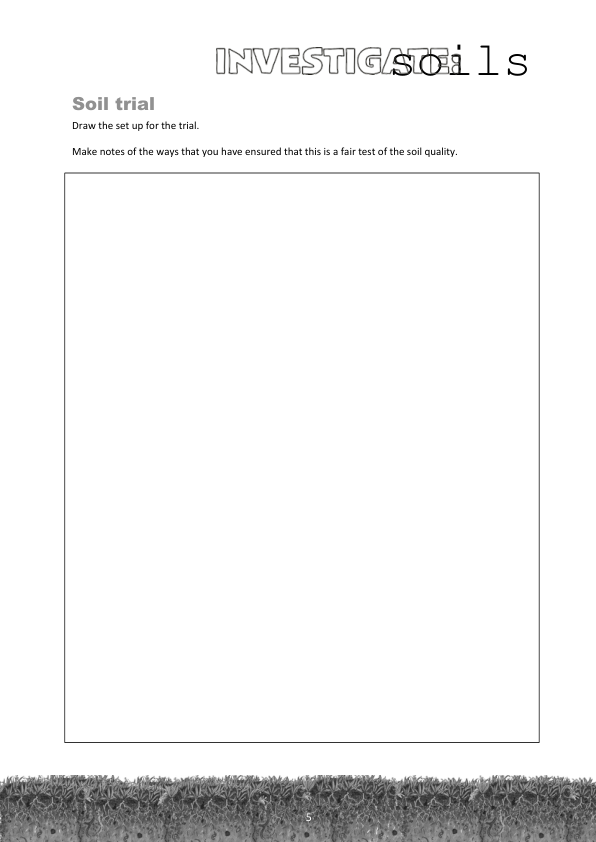 INVESTIGATE: soils
Soil trial
Draw the set up for the trial.
Make notes of the ways that you have ensured that this is a fair test of the soil quality.
5